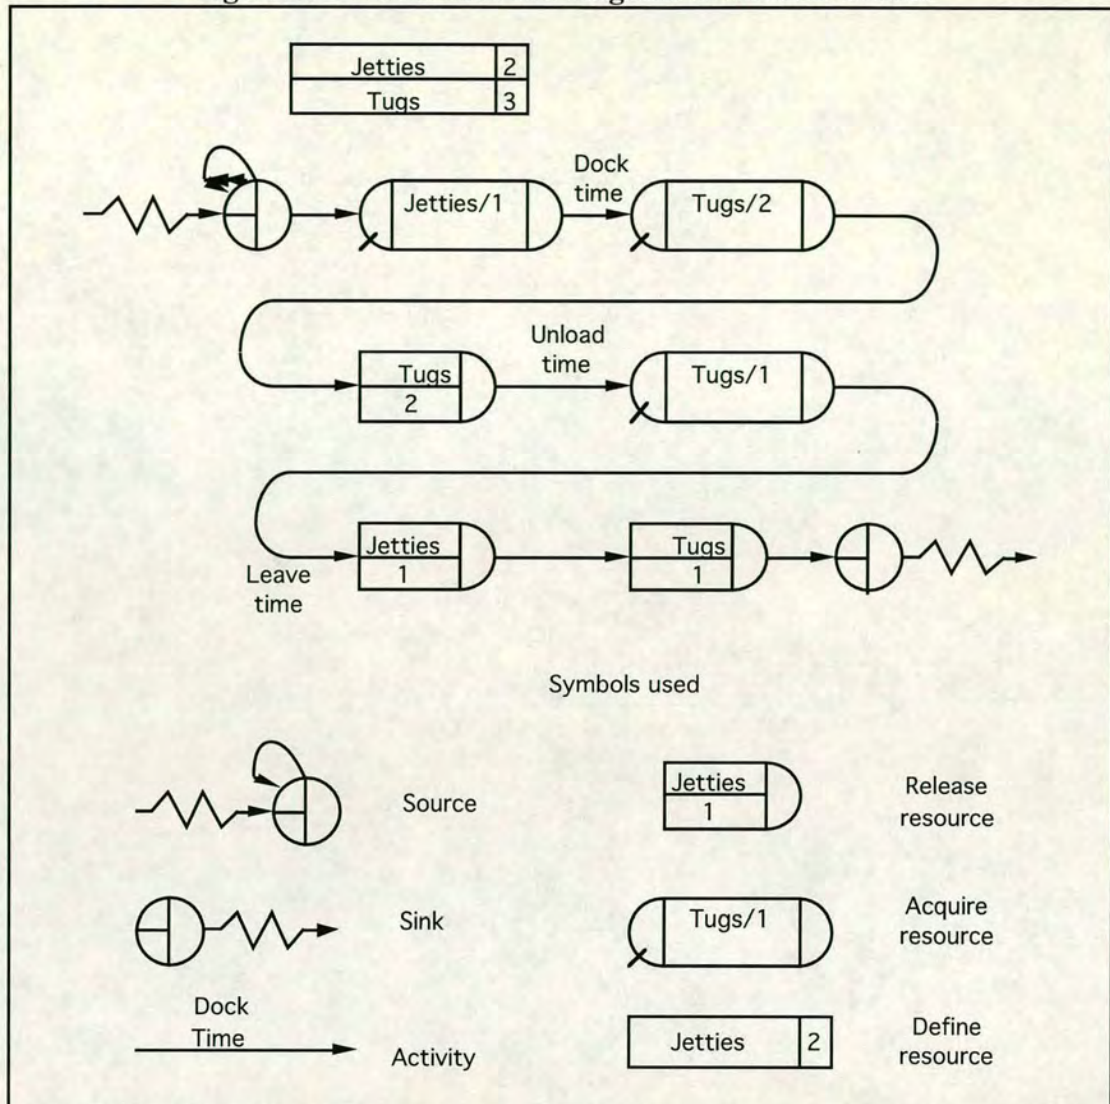 Jetties 2
Tugs 3
Dock
time
Jetties/1
Tugs/2
Unload
time
Tugs
2
Tugs/1
Jetties
1
Tugs
1
Leave
time
Symbols used
Source
Jetties
1
Release
resource
Sink
Tugs/1
Acquire
resource
Dock
Time
Activity
Jetties 2
Define
resource